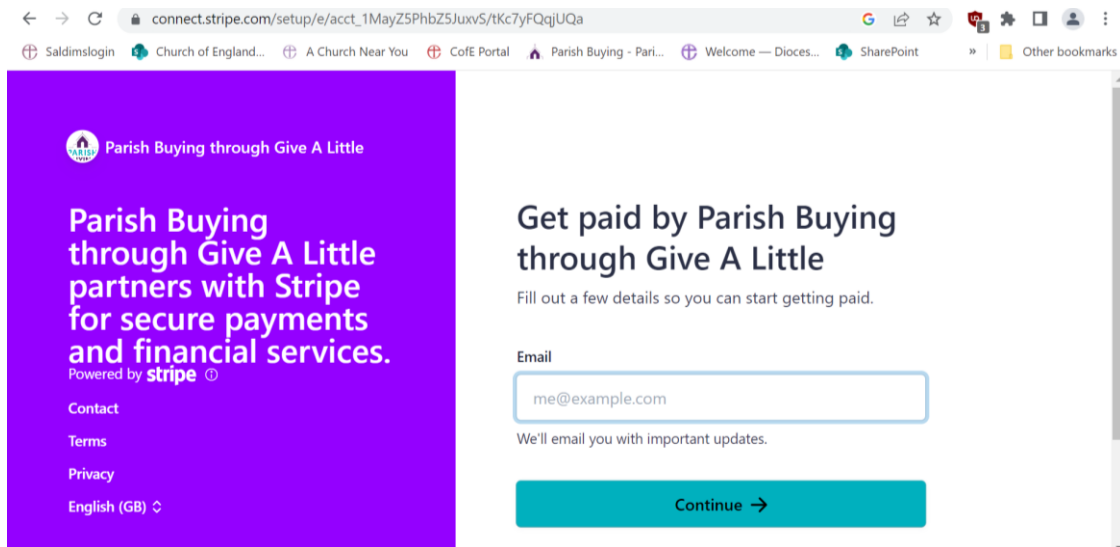 connect.stripe.com/setup/e/acct_1MayZ5PhbZ5JuxvS/tKc7yFQqjUQa
3
Saldimslogin Church of England... A Church Near You CofE Portal Parish Buying - Pari... Welcome — Dioces... SharePoint » Other bookmarks
Parish Buying through Give A Little
Parish Buying
through Give A Little
partners with Stripe
for secure payments
and financial services.
Powered by stripe
Contact
Terms
Privacy
English (GB)
Get paid by Parish Buying
through Give A Little
Fill out a few details so you can start getting paid.
Email
me@example.com
We'll email you with important updates.
Continue →